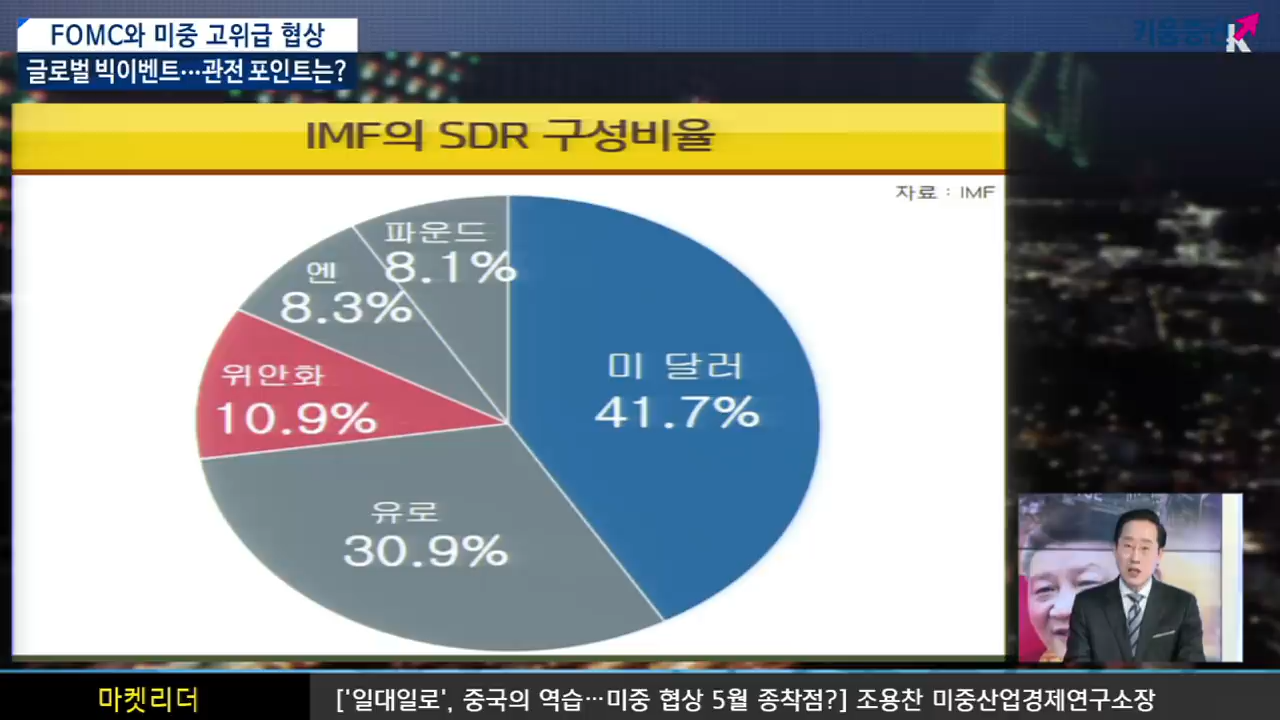 FOMC와 미중 고위급 협상
글로벌 빅이벤트…관전 포인트는?
키움증권
IMF의 SDR 구성비율
자료 : IMF
파운드
8.1%
엔
8.3%
위안화
10.9%
미 달러
41.7%
유로
30.9%
마켓리더
['일대일로', 중국의 역습…미중 협상 5월 종착점?] 조용찬 미중산업경제연구소장